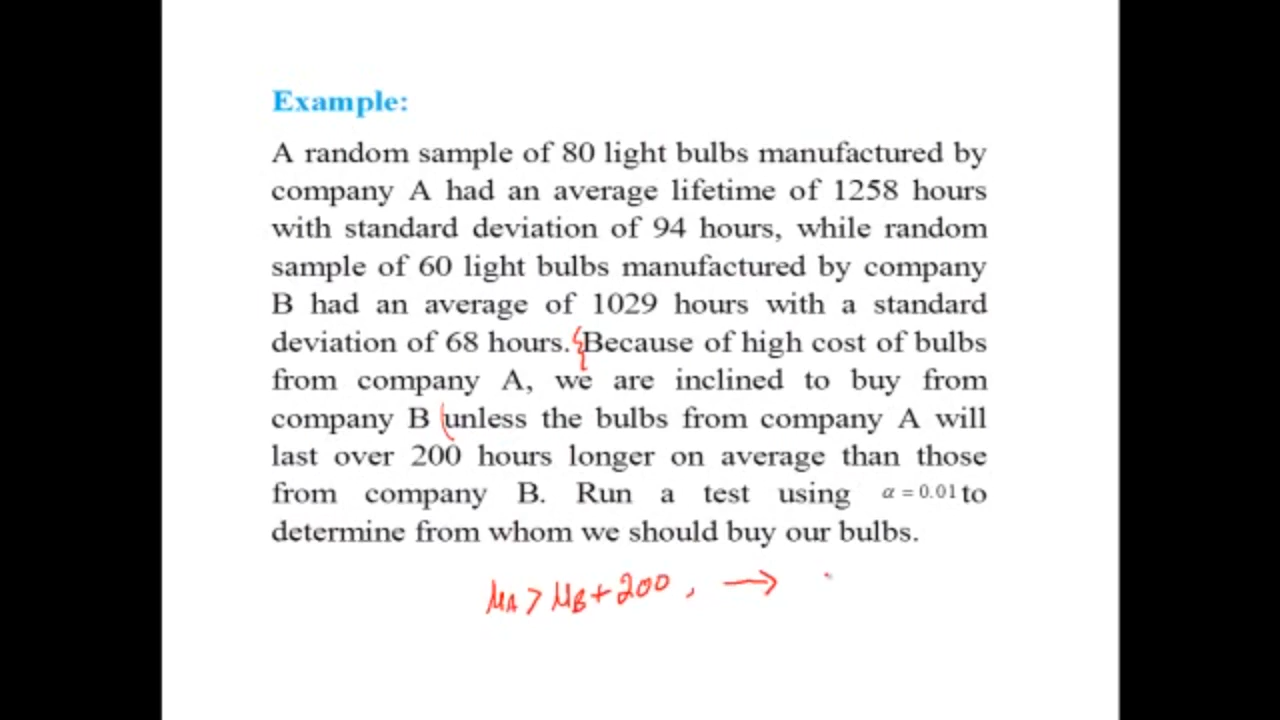 Example:
A random sample of 80 light bulbs manufactured by
company A had an average lifetime of 1258 hours
with standard deviation of 94 hours, while random
sample of 60 light bulbs manufactured by company
B had an average of 1029 hours with a standard
deviation of 68 hours. {Because of high cost of bulbs
from company A, we are inclined to buy from
company B (unless the bulbs from company A will
last over 200 hours longer on average than those
from company B. Run a test using α = 0.01 to
determine from whom we should buy our bulbs.
μA > μB + 200 , →